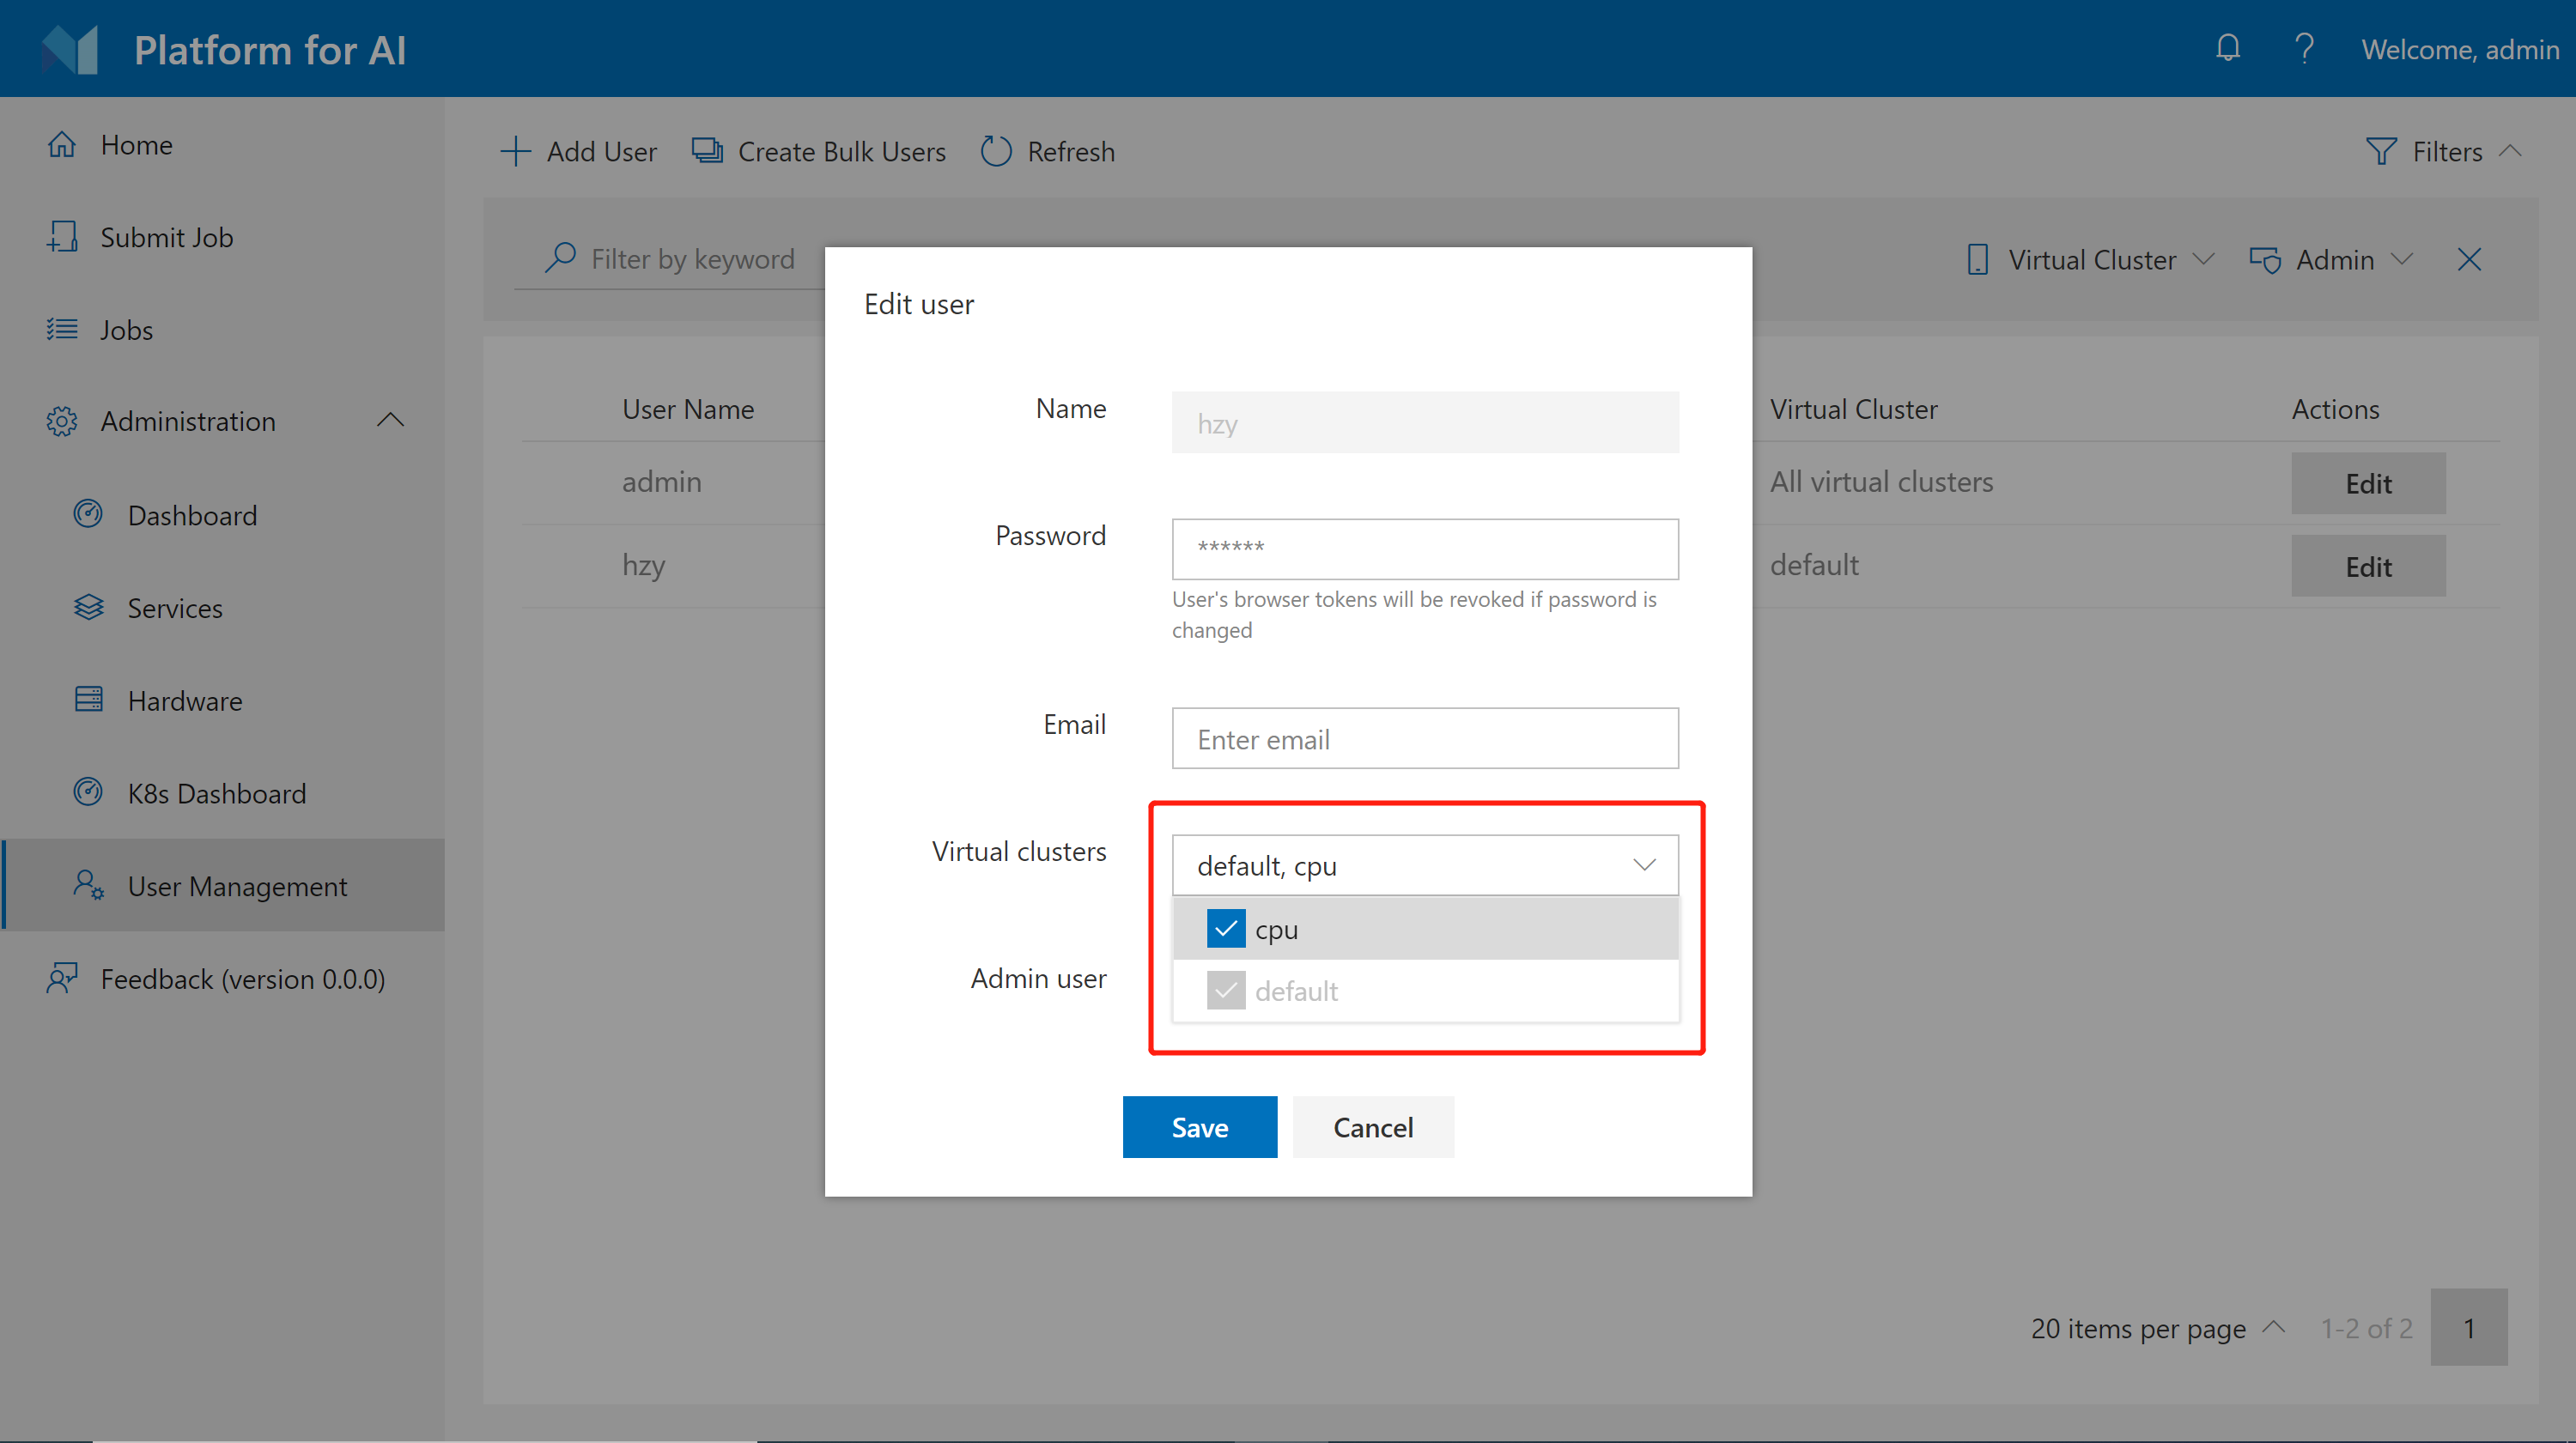 Platform for AI
Welcome, admin
Home
Submit Job
Jobs
Administration
Dashboard
Services
Hardware
K8s Dashboard
User Management
Feedback (version 0.0.0)
Add User
Create Bulk Users
Refresh
Filters
Filter by keyword
Virtual Cluster
Admin
User Name
Virtual Cluster
Actions
admin
All virtual clusters
Edit
hzy
default
Edit
Edit user
Name
hzy
Password
******
User's browser tokens will be revoked if password is
changed
Email
Enter email
Virtual clusters
default, cpu
cpu
default
Admin user
Save
Cancel
20 items per page
1-2 of 2
1